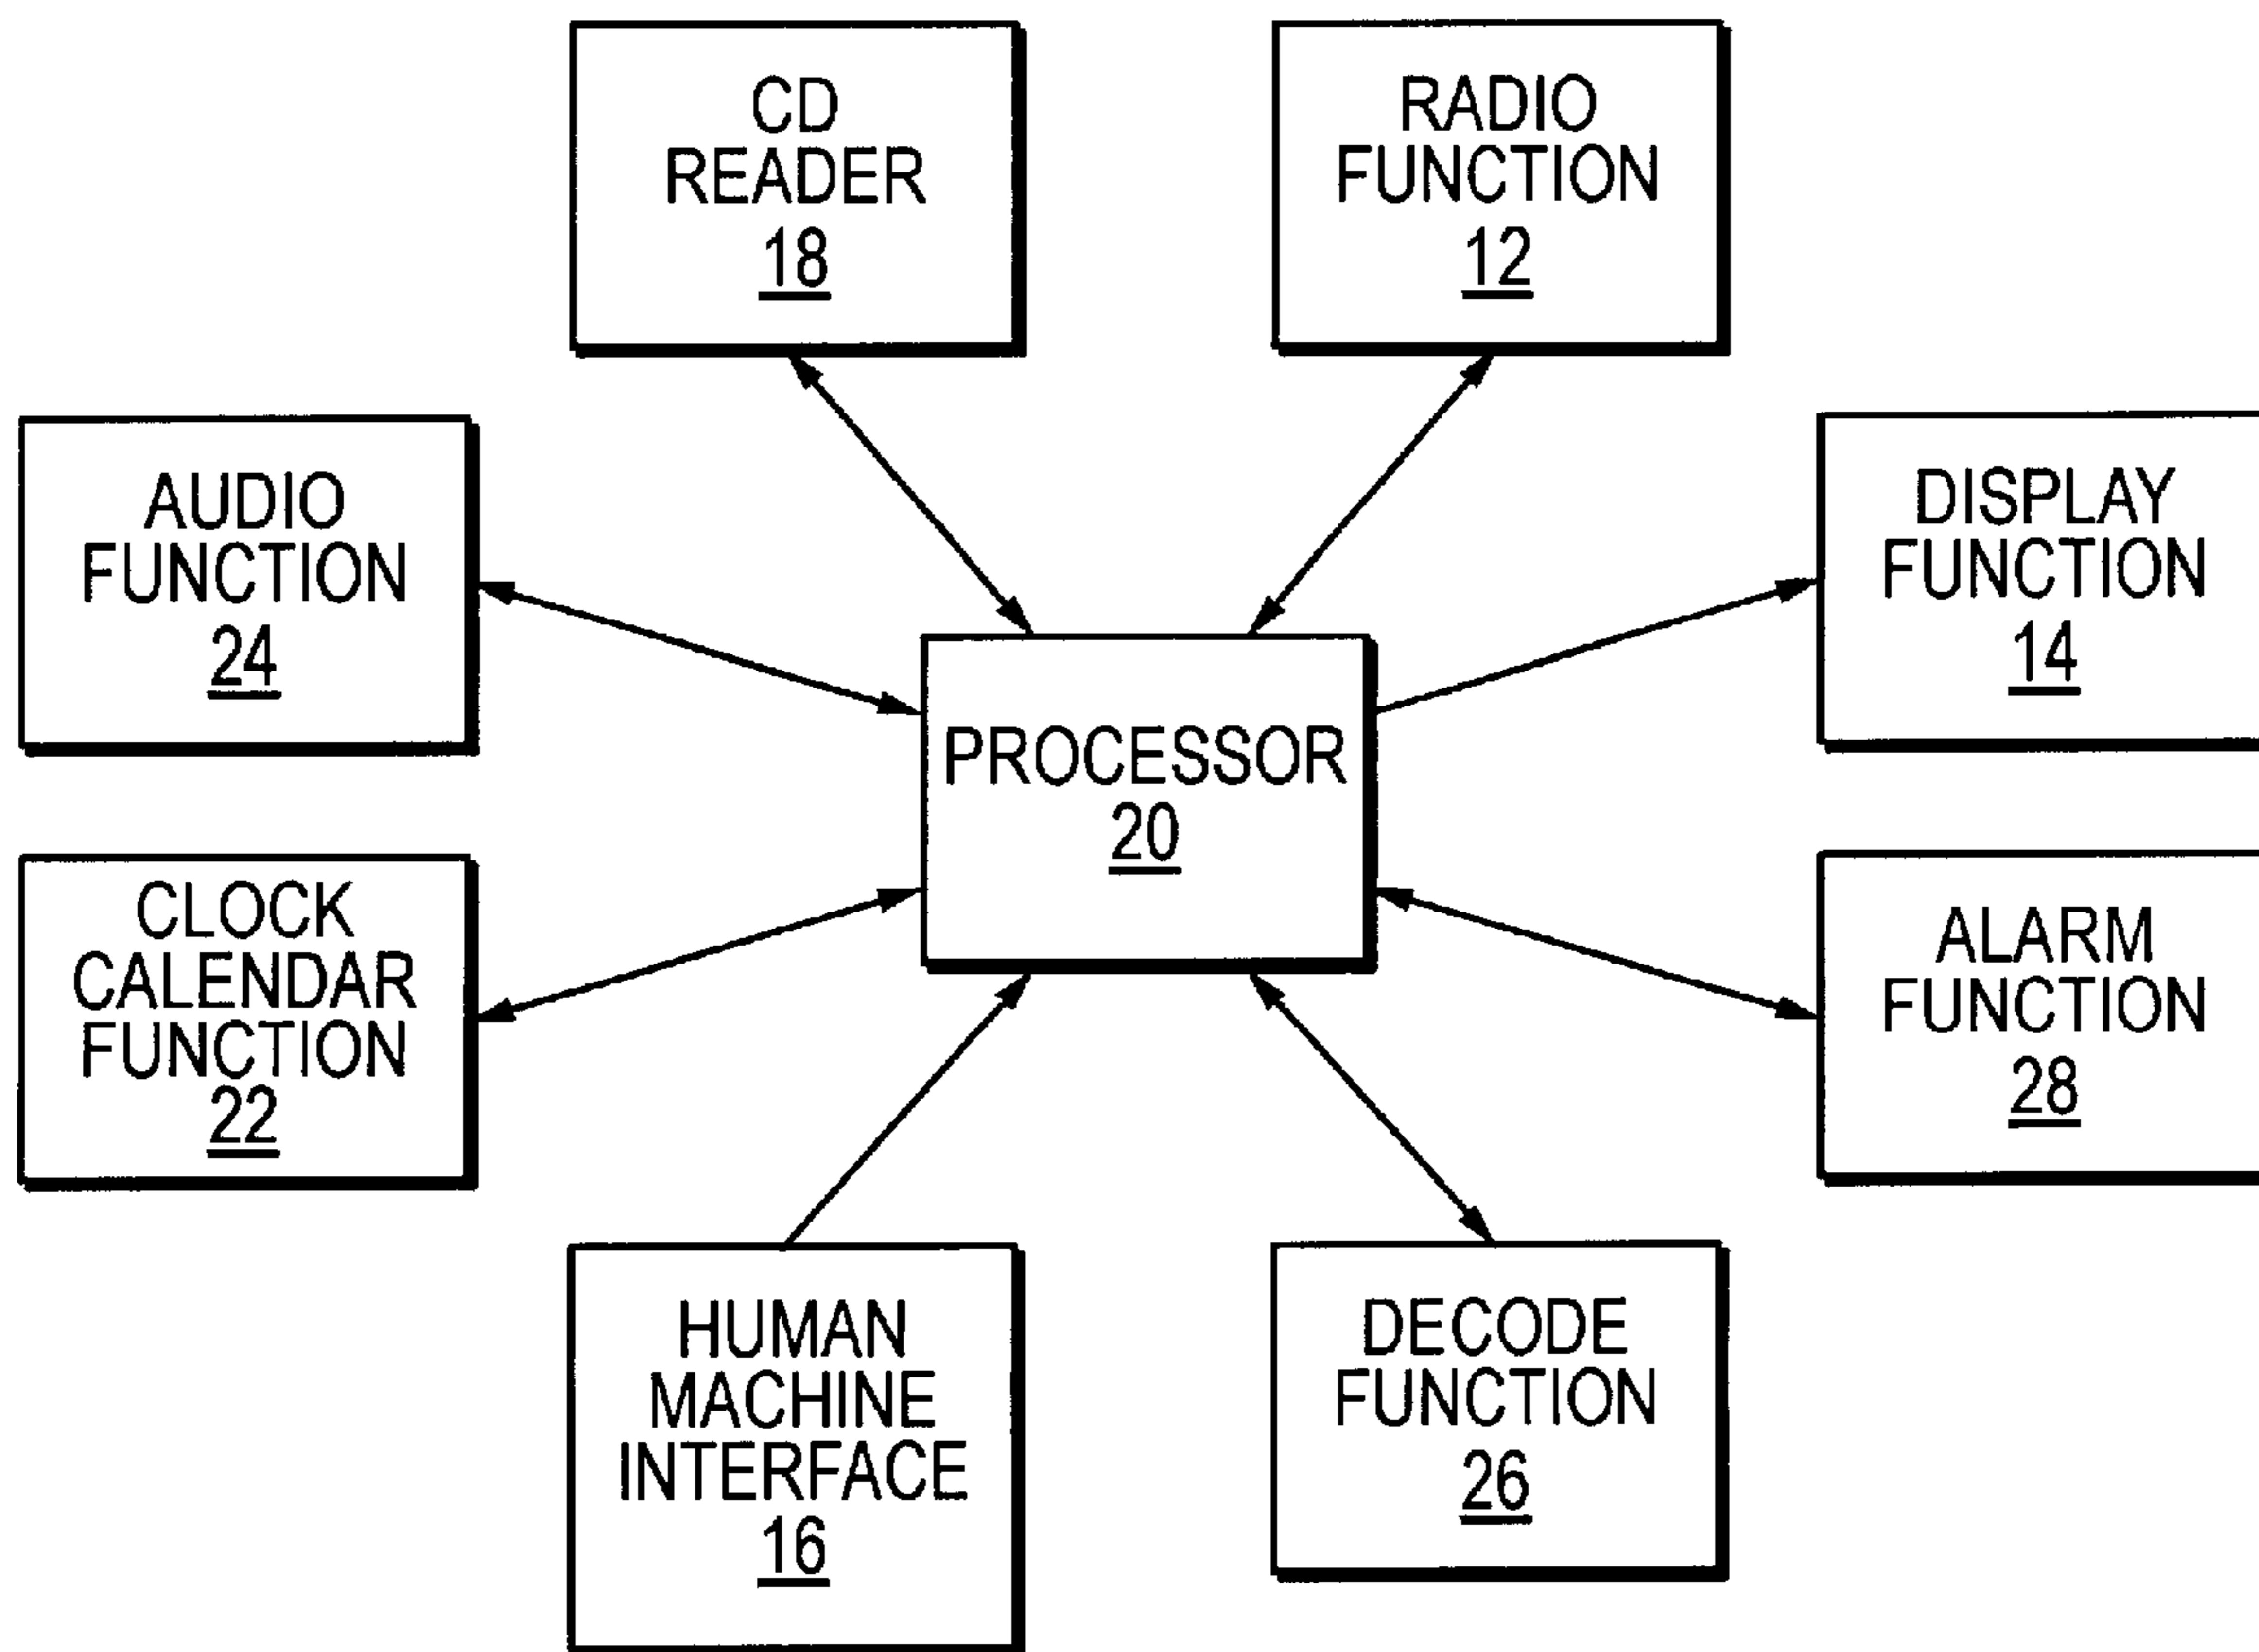 CD
READER
18
RADIO
FUNCTION
12
AUDIO
FUNCTION
24
DISPLAY
FUNCTION
14
PROCESSOR
20
CLOCK
CALENDAR
FUNCTION
22
ALARM
FUNCTION
28
HUMAN
MACHINE
INTERFACE
16
DECODE
FUNCTION
26